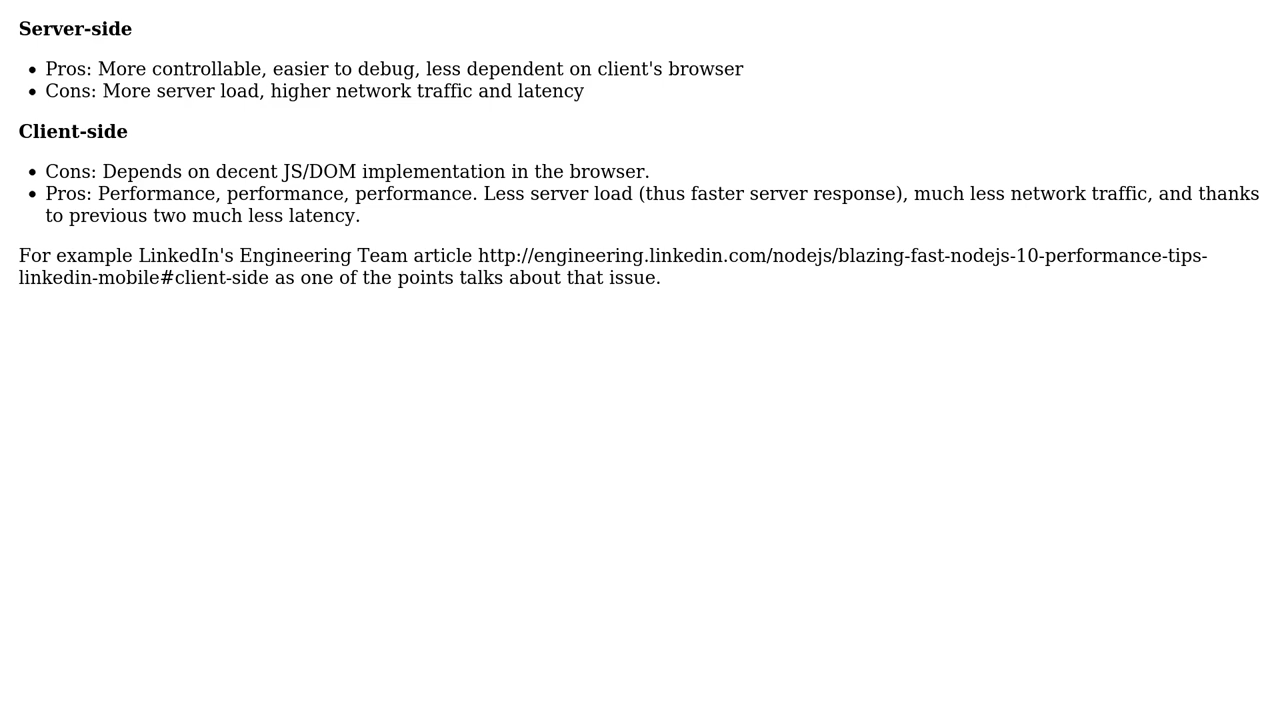 Server-side
• Pros: More controllable, easier to debug, less dependent on client's browser
• Cons: More server load, higher network traffic and latency
Client-side
• Cons: Depends on decent JS/DOM implementation in the browser.
• Pros: Performance, performance, performance. Less server load (thus faster server response), much less network traffic, and thanks
to previous two much less latency.
For example LinkedIn's Engineering Team article http://engineering.linkedin.com/nodejs/blazing-fast-nodejs-10-performance-tips-
linkedin-mobile#client-side as one of the points talks about that issue.